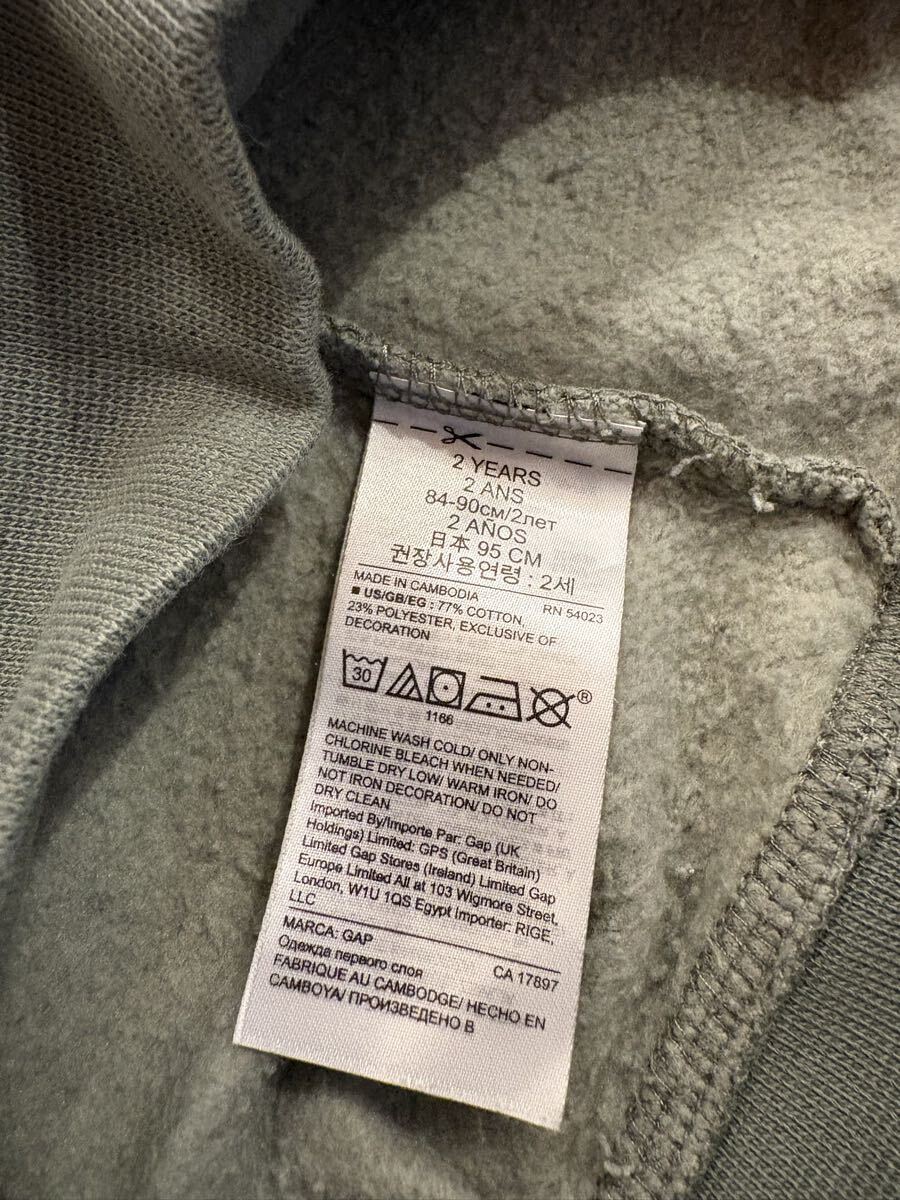 2 YEARS
2 ANS
84-90см/2лет
2 AÑOS
日本 95 CM
권장사용연령 : 2세
MADE IN CAMBODIA
RN 54023
■ US/GB/EG : 77% COTTON,
23% POLYESTER, EXCLUSIVE OF
DECORATION
30
®
1166
MACHINE WASH COLD/ ONLY NON-
CHLORINE BLEACH WHEN NEEDED/
TUMBLE DRY LOW/ WARM IRON/ DO
NOT IRON DECORATION/ DO NOT
DRY CLEAN
Imported By/Importe Par: Gap (UK
Holdings) Limited: GPS (Great Britain)
Limited Gap Stores (Ireland) Limited Gap
Europe Limited All at 103 Wigmore Street,
London, W1U 1QS Egypt Importer: RIGE,
LLC
MARCA: GAP
CA 17897
Одежда первого слоя
FABRIQUE AU CAMBODGE/ HECHO EN
CAMBOYA/ ПРОИЗВЕДЕНО В